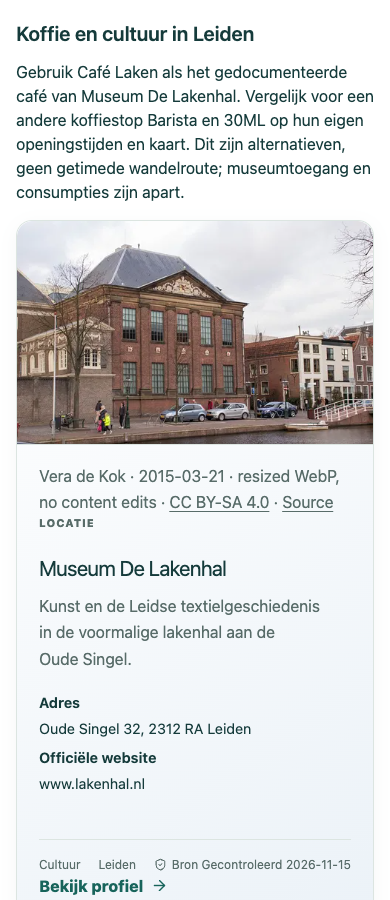 Koffie en cultuur in Leiden
Gebruik Café Laken als het gedocumenteerde
café van Museum De Lakenhal. Vergelijk voor een
andere koffiestop Barista en 30ML op hun eigen
openingstijden en kaart. Dit zijn alternatieven,
geen getimede wandelroute; museumtoegang en
consumpties zijn apart.
Vera de Kok · 2015-03-21 · resized WebP,
no content edits · CC BY-SA 4.0 · Source
LOCATIE
Museum De Lakenhal
Kunst en de Leidse textielgeschiedenis
in de voormalige lakenhal aan de
Oude Singel.
Adres
Oude Singel 32, 2312 RA Leiden
Officiële website
www.lakenhal.nl
Cultuur Leiden Bron Gecontroleerd 2026-11-15
Bekijk profiel →